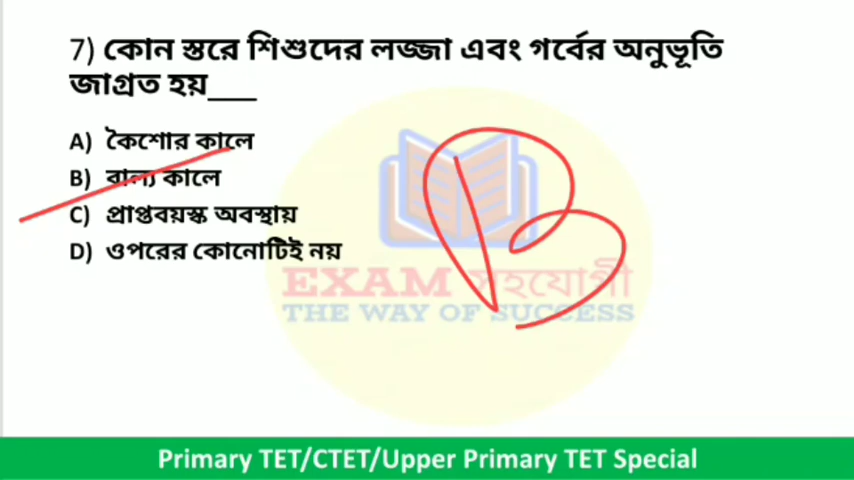 7) কোন স্তরে শিশুদের লজ্জা এবং গর্বের অনুভূতি
জাগ্রত হয়___
A) কৈশোর কালে
B) বাল্য কালে
C) প্রাপ্তবয়স্ক অবস্থায়
D) ওপরের কোনোটিই নয়
B
EXAM সহযোগী
THE WAY OF SUCCESS
Primary TET/CTET/Upper Primary TET Special